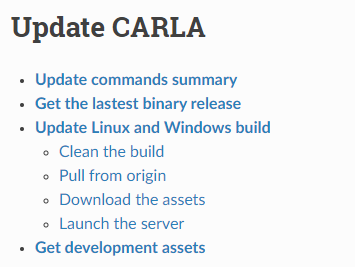 Update CARLA
Update commands summary
Get the lastest binary release
Update Linux and Windows build
Clean the build
Pull from origin
Download the assets
Launch the server
Get development assets